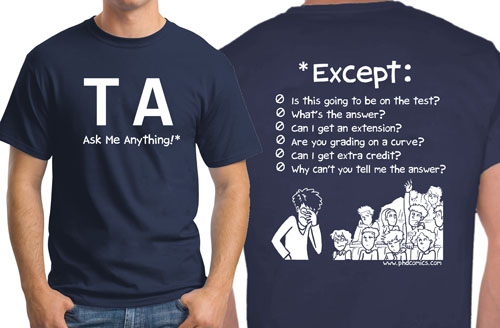 T A
Ask Me Anything!*
*Except:
Is this going to be on the test?
What's the answer?
Can I get an extension?
Are you grading on a curve?
Can I get extra credit?
Why can't you tell me the answer?
www.phdcomics.com